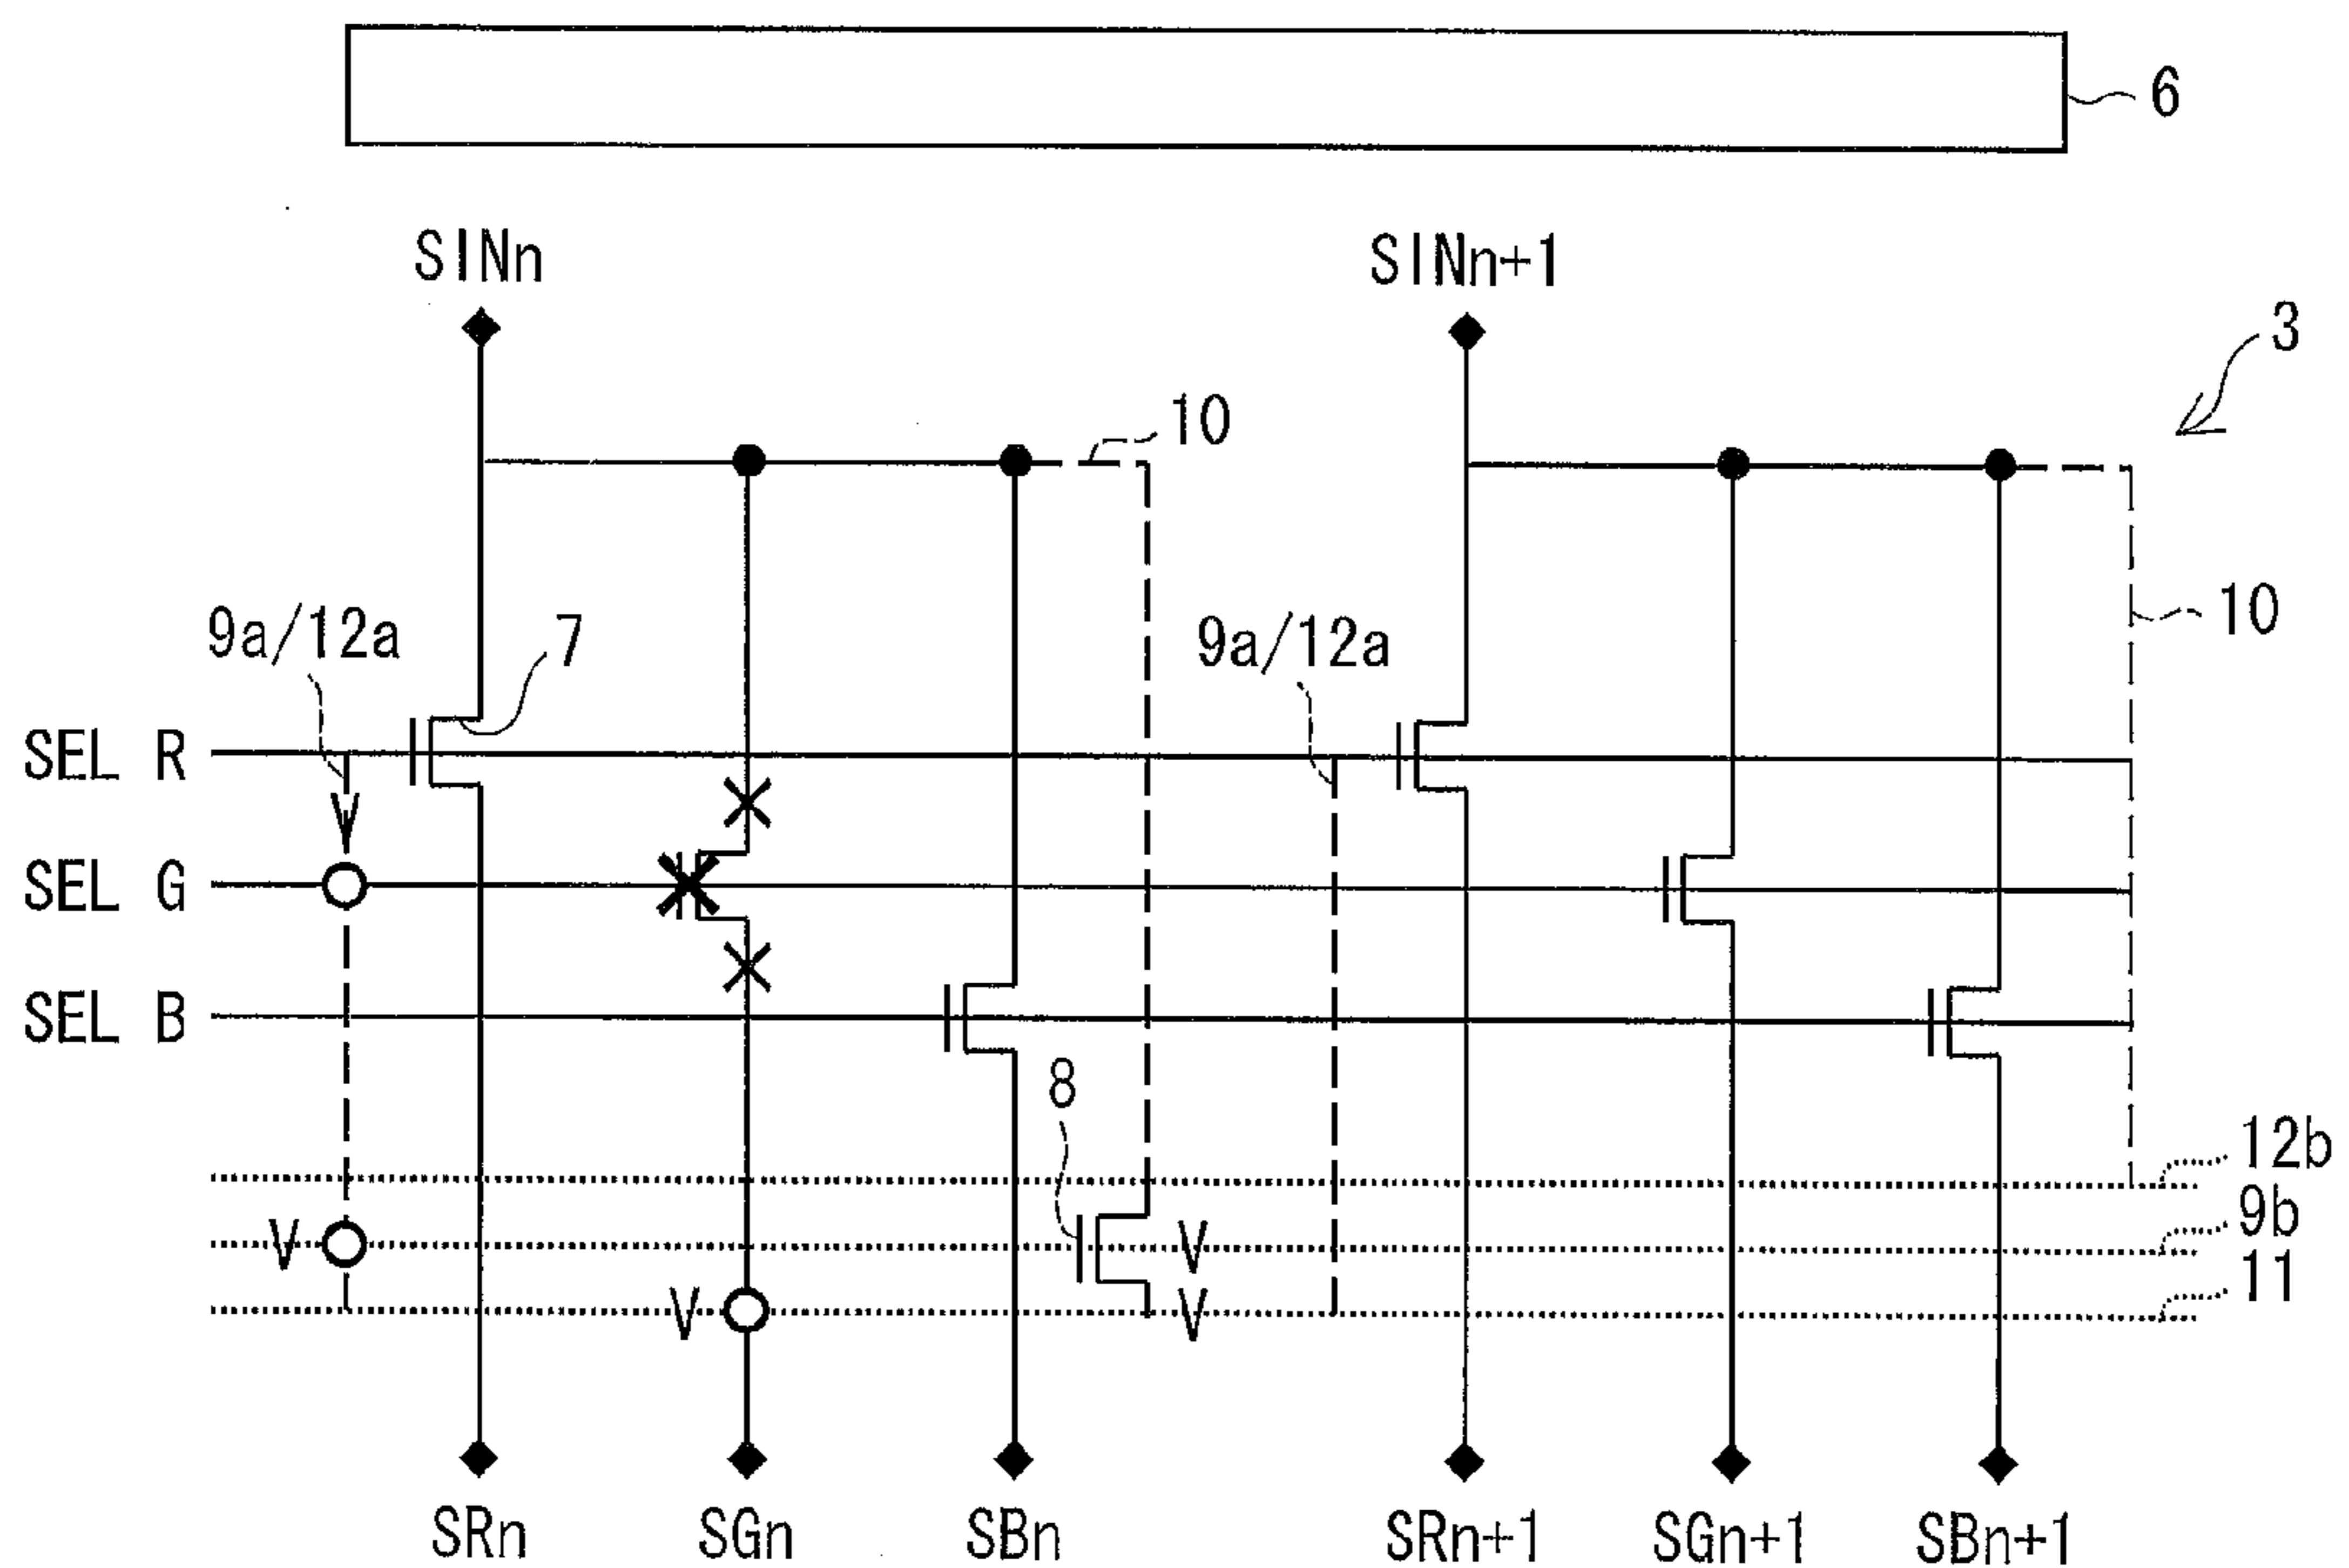 6
SINn
SINn+1
3
10
10
9a/12a
7
9a/12a
SEL R
SEL G
SEL B
8
12b
9b
11
V
V
V
V
SRn
SGn
SBn
SRn+1
SGn+1
SBn+1